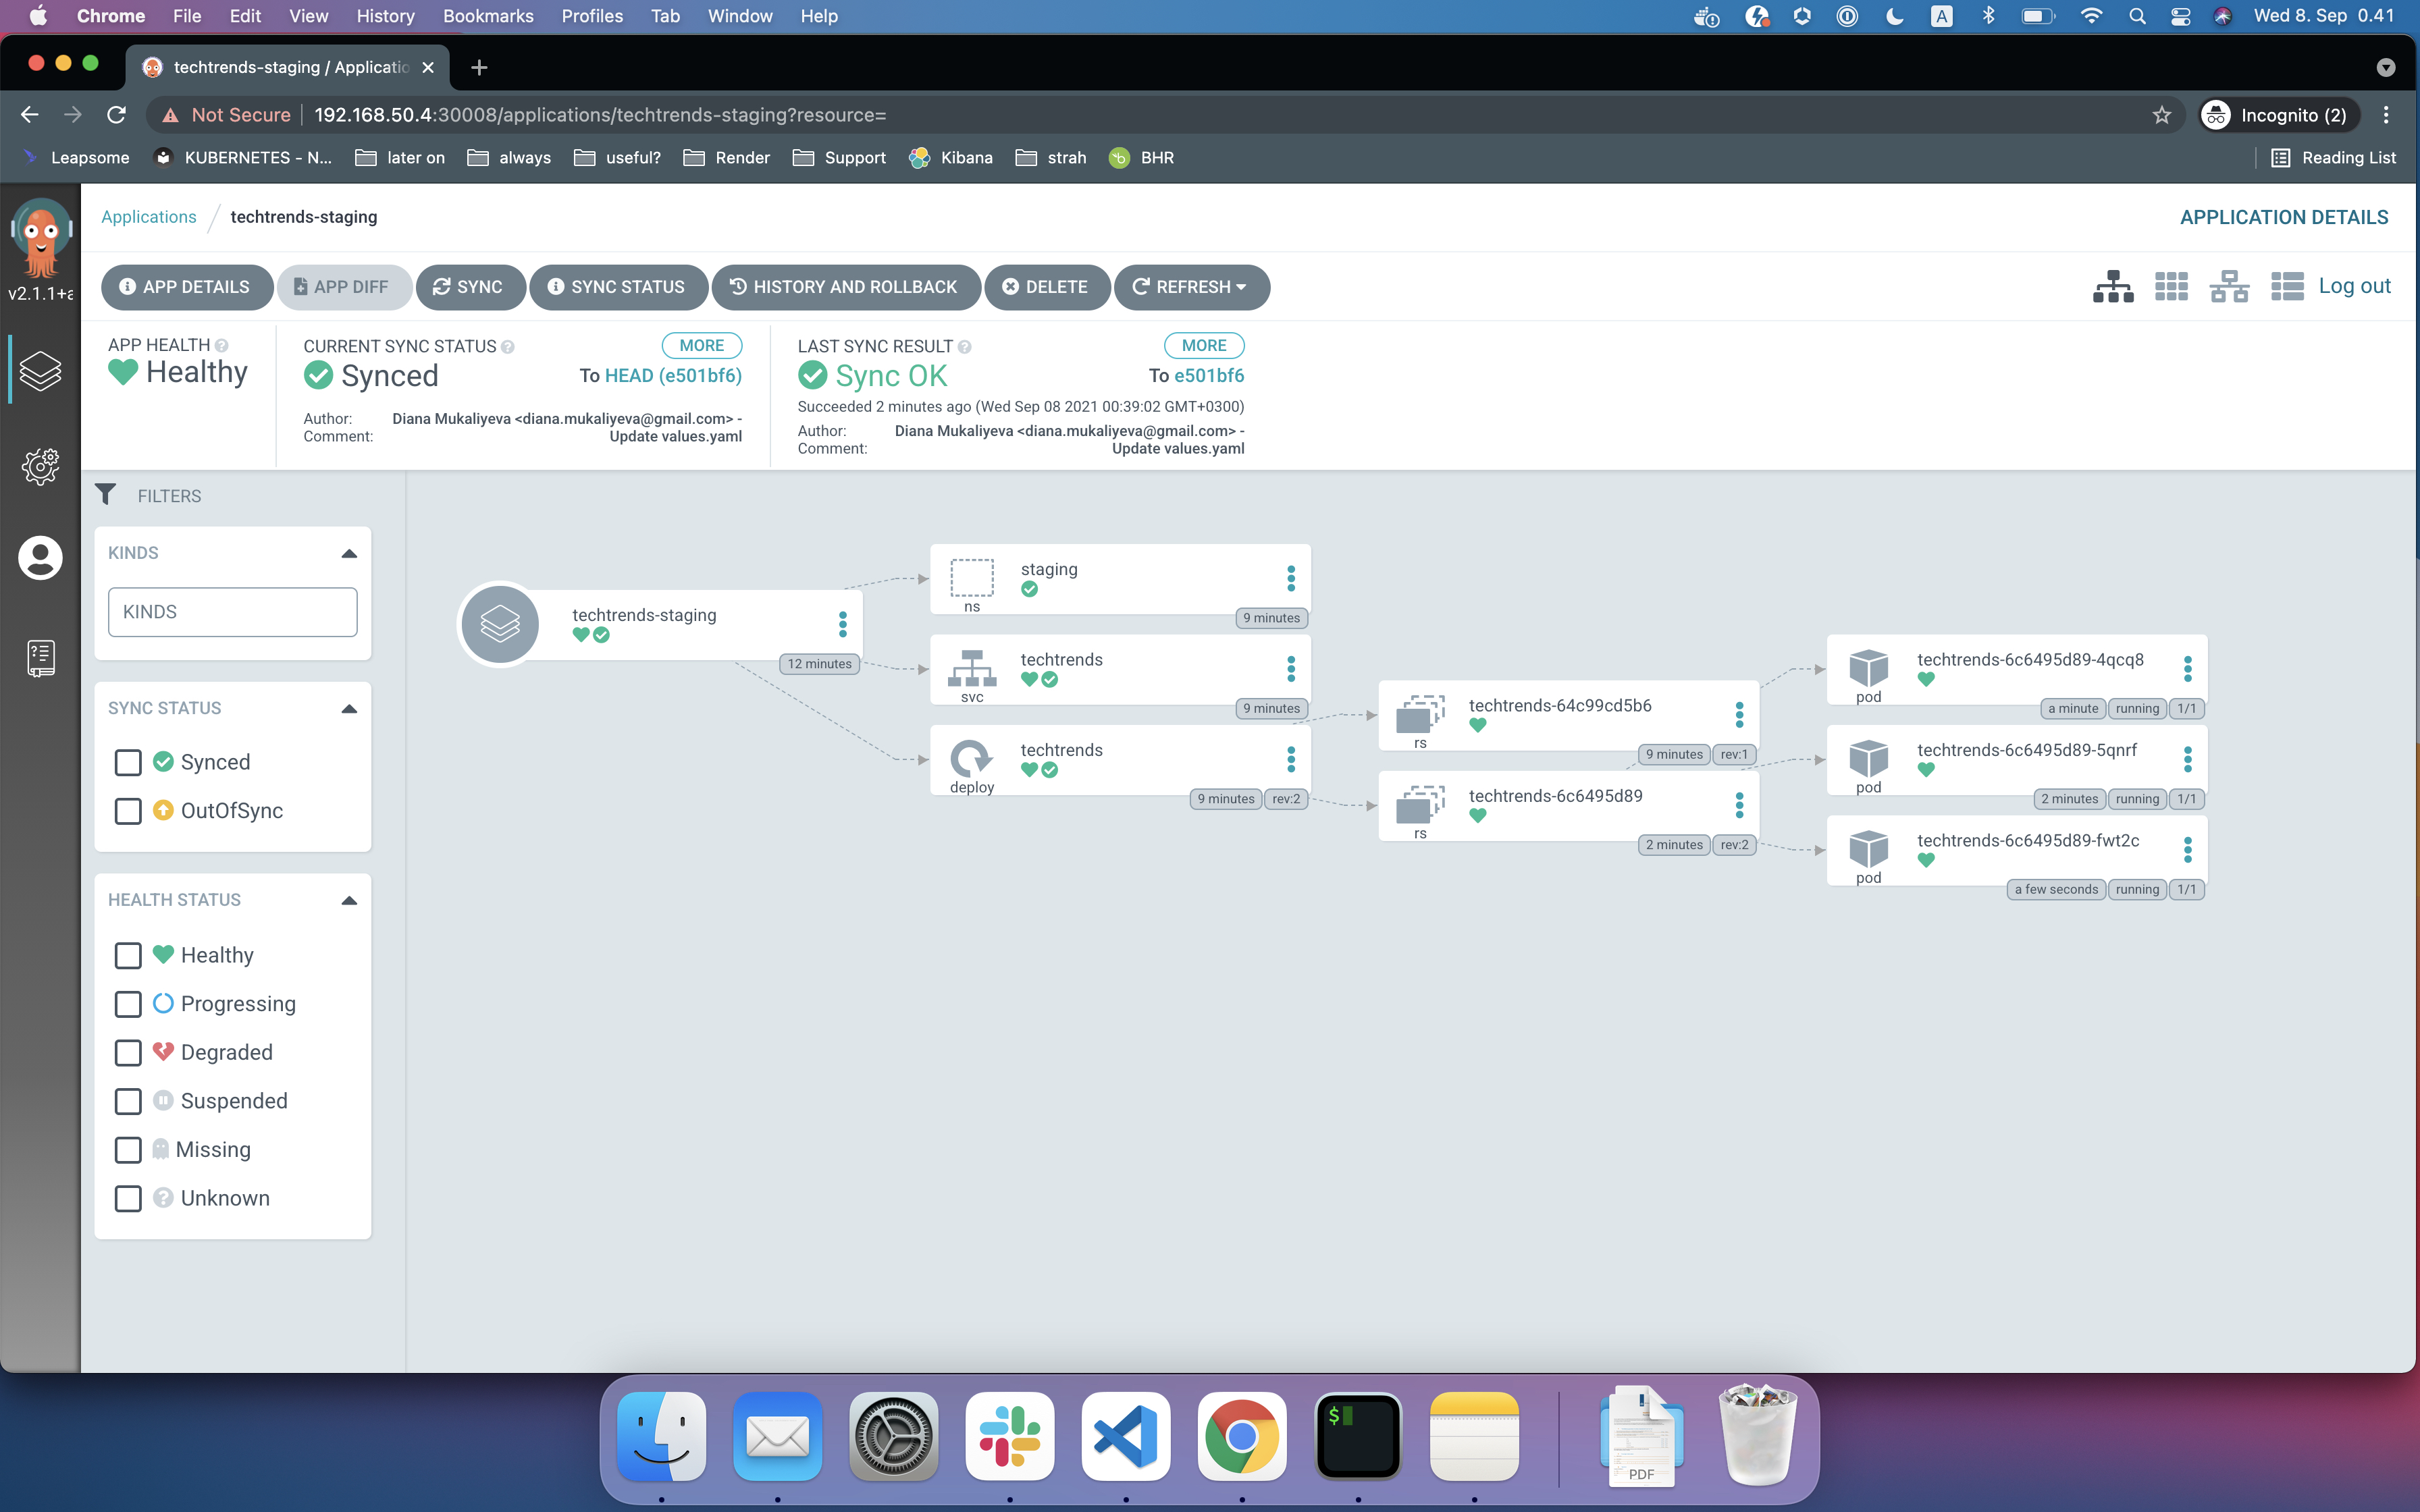 Chrome File Edit View History Bookmarks Profiles Tab Window Help
A
Wed 8. Sep 0.41
techtrends-staging / Applicatio
Not Secure 192.168.50.4:30008/applications/techtrends-staging?resource=
Incognito (2)
Leapsome KUBERNETES - N... later on always useful? Render Support Kibana strah BHR
Reading List
v2.1.1+a
Applications / techtrends-staging
APPLICATION DETAILS
APP DETAILS APP DIFF SYNC SYNC STATUS HISTORY AND ROLLBACK DELETE REFRESH
Log out
APP HEALTH
Healthy
CURRENT SYNC STATUS MORE
Synced To HEAD (e501bf6)
Author: Diana Mukaliyeva <diana.mukaliyeva@gmail.com> -
Comment: Update values.yaml
LAST SYNC RESULT MORE
Sync OK To e501bf6
Succeeded 2 minutes ago (Wed Sep 08 2021 00:39:02 GMT+0300)
Author: Diana Mukaliyeva <diana.mukaliyeva@gmail.com> -
Comment: Update values.yaml
FILTERS
KINDS
KINDS
SYNC STATUS
Synced
OutOfSync
HEALTH STATUS
Healthy
Progressing
Degraded
Suspended
Missing
Unknown
techtrends-staging
12 minutes
staging
ns
9 minutes
techtrends
svc
9 minutes
techtrends
deploy
9 minutes rev:2
techtrends-64c99cd5b6
rs
9 minutes rev:1
techtrends-6c6495d89
rs
2 minutes rev:2
techtrends-6c6495d89-4qcq8
pod
a minute running 1/1
techtrends-6c6495d89-5qnrf
pod
2 minutes running 1/1
techtrends-6c6495d89-fwt2c
pod
a few seconds running 1/1
$
PDF